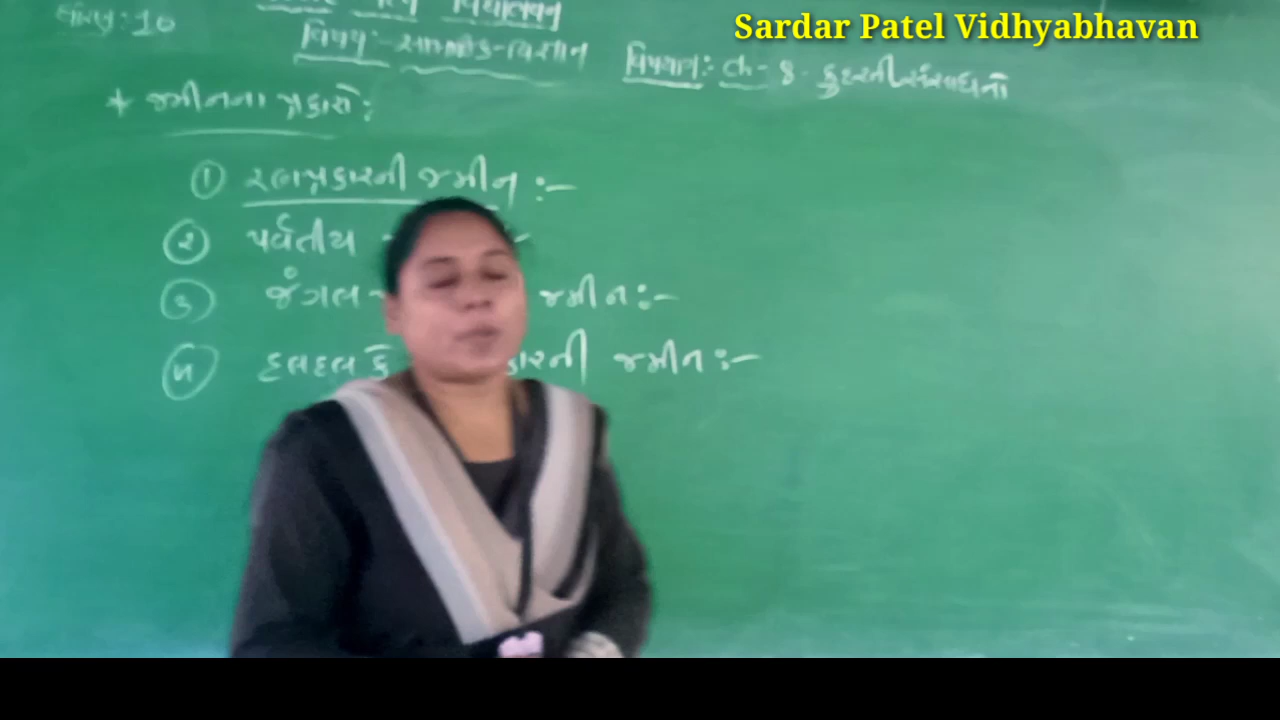 Sardar Patel Vidhyabhavan
ધોરણ:10
વિષય:- સામાજીક-વિજ્ઞાન
વિષયાંગ:- Ch-8. કુદરતી સંસાધનો
* જમીનના પ્રકારો:
① રણપ્રકારની જમીન :-
② પર્વતીય
③ જંગલ જમીન:-
④ દલદલ જમીન:-